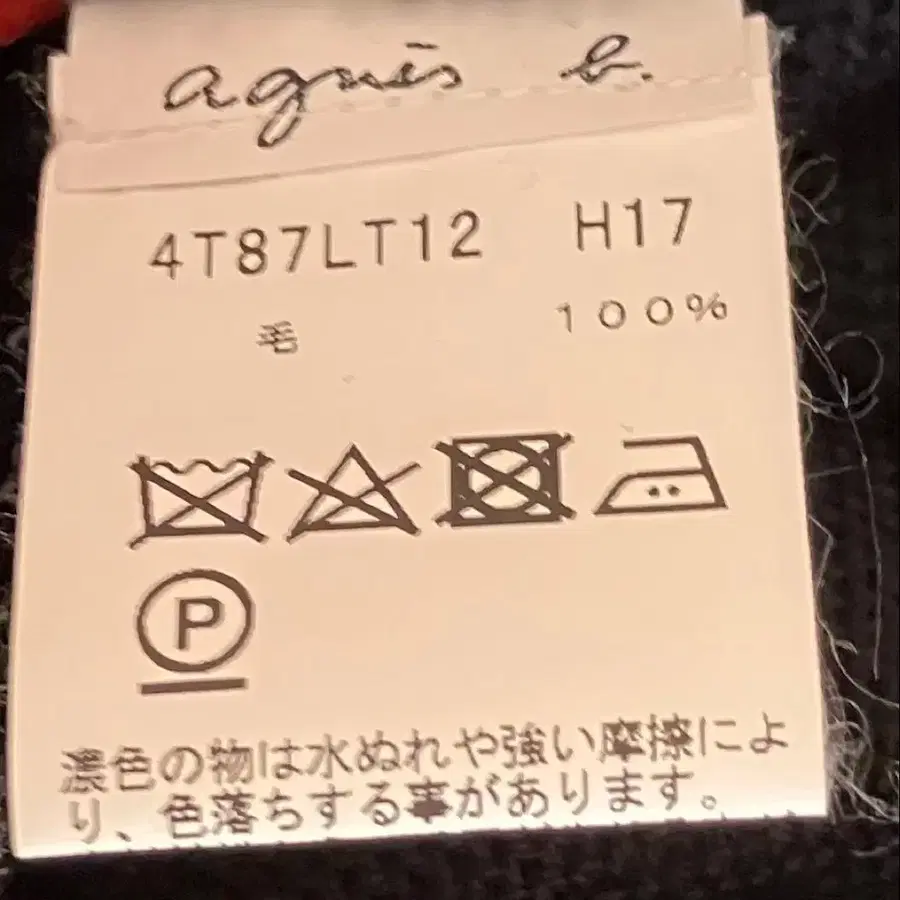 agnès b.
4T87LT12 H17
毛 100%
P
濃色の物は水ぬれや強い摩擦によ
り、色落ちする事があります。